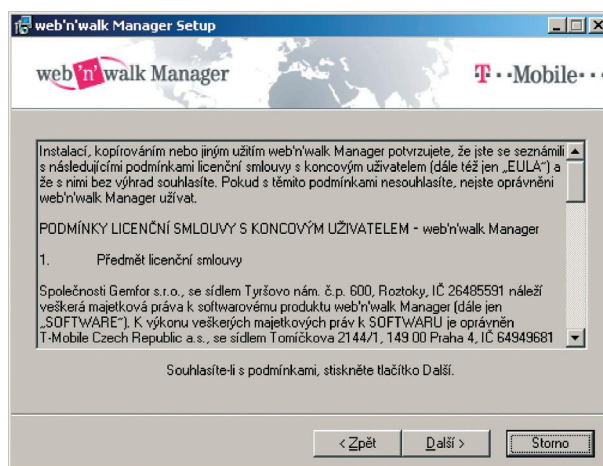 web'n'walk Manager Setup
web 'n' walk Manager
T··Mobile···
Instalací, kopírováním nebo jiným užitím web'n'walk Manager potvrzujete, že jste se seznámili
s následujícími podmínkami licenční smlouvy s koncovým uživatelem (dále též jen „EULA“) a
že s nimi bez výhrad souhlasíte. Pokud s těmito podmínkami nesouhlasíte, nejste oprávněni
web'n'walk Manager užívat.
PODMÍNKY LICENČNÍ SMLOUVY S KONCOVÝM UŽIVATELEM - web'n'walk Manager
1. Předmět licenční smlouvy
Společnosti Gemfor s.r.o., se sídlem Tyršovo nám. č.p. 600, Roztoky, IČ 26485591 náleží
veškerá majetková práva k softwarovému produktu web'n'walk Manager (dále jen
„SOFTWARE“). K výkonu veškerých majetkových práv k SOFTWARU je oprávněn
T-Mobile Czech Republic a.s., se sídlem Tomíčkova 2144/1, 149 00 Praha 4, IČ 64949681
Souhlasíte-li s podmínkami, stiskněte tlačítko Další.
< Zpět
Další >
Storno